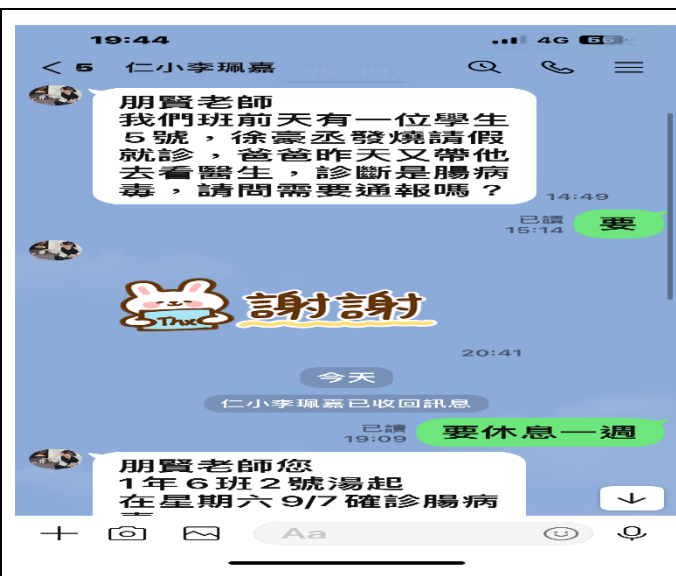 19:44
4G
< 5 仁小李珮嘉
朋賢老師
我們班前天有一位學生
5號，徐豪丞發燒請假
就診，爸爸昨天又帶他
去看醫生，診斷是腸病
毒，請問需要通報嗎？
14:49
已讀
15:14
要
Thx
謝謝
20:41
今天
仁小李珮嘉已收回訊息
已讀
19:09
要休息一週
朋賢老師您
1年6班2號湯起
在星期六9/7確診腸病
Aa